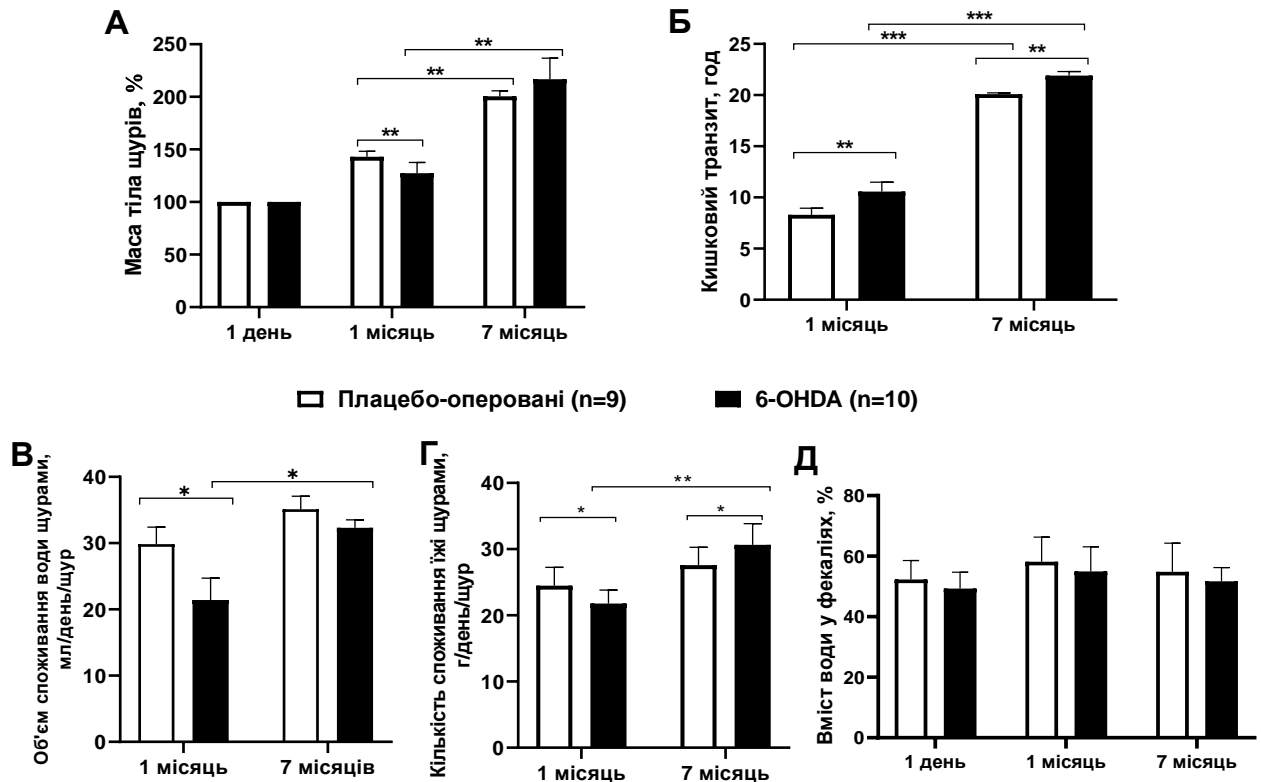 А
Маса тіла щурів, %
250
200
150
100
50
0
**
**
**
1 день
1 місяць
7 місяць
Б
Кишковий транзит, год
25
20
15
10
5
0
***
***
**
**
1 місяць
7 місяць
Плацебо-оперовані (n=9)
6-OHDA (n=10)
В
Об'єм споживання води щурами,
мл/день/щур
40
30
20
10
0
*
*
1 місяць
7 місяців
Г
Кількість споживання їжі щурами,
г/день/щур
40
30
20
10
0
**
*
*
1 місяць
7 місяць
Д
Вміст води у фекаліях, %
80
60
40
20
0
1 день
1 місяць
7 місяць